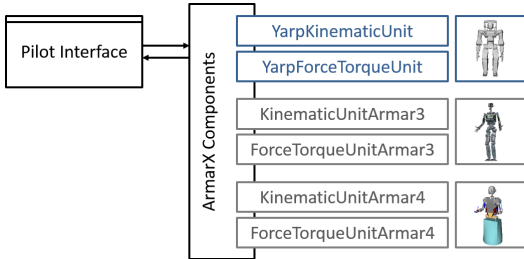 Pilot Interface
ArmarX Components
YarpKinematicUnit
YarpForceTorqueUnit
KinematicUnitArmar3
ForceTorqueUnitArmar3
KinematicUnitArmar4
ForceTorqueUnitArmar4